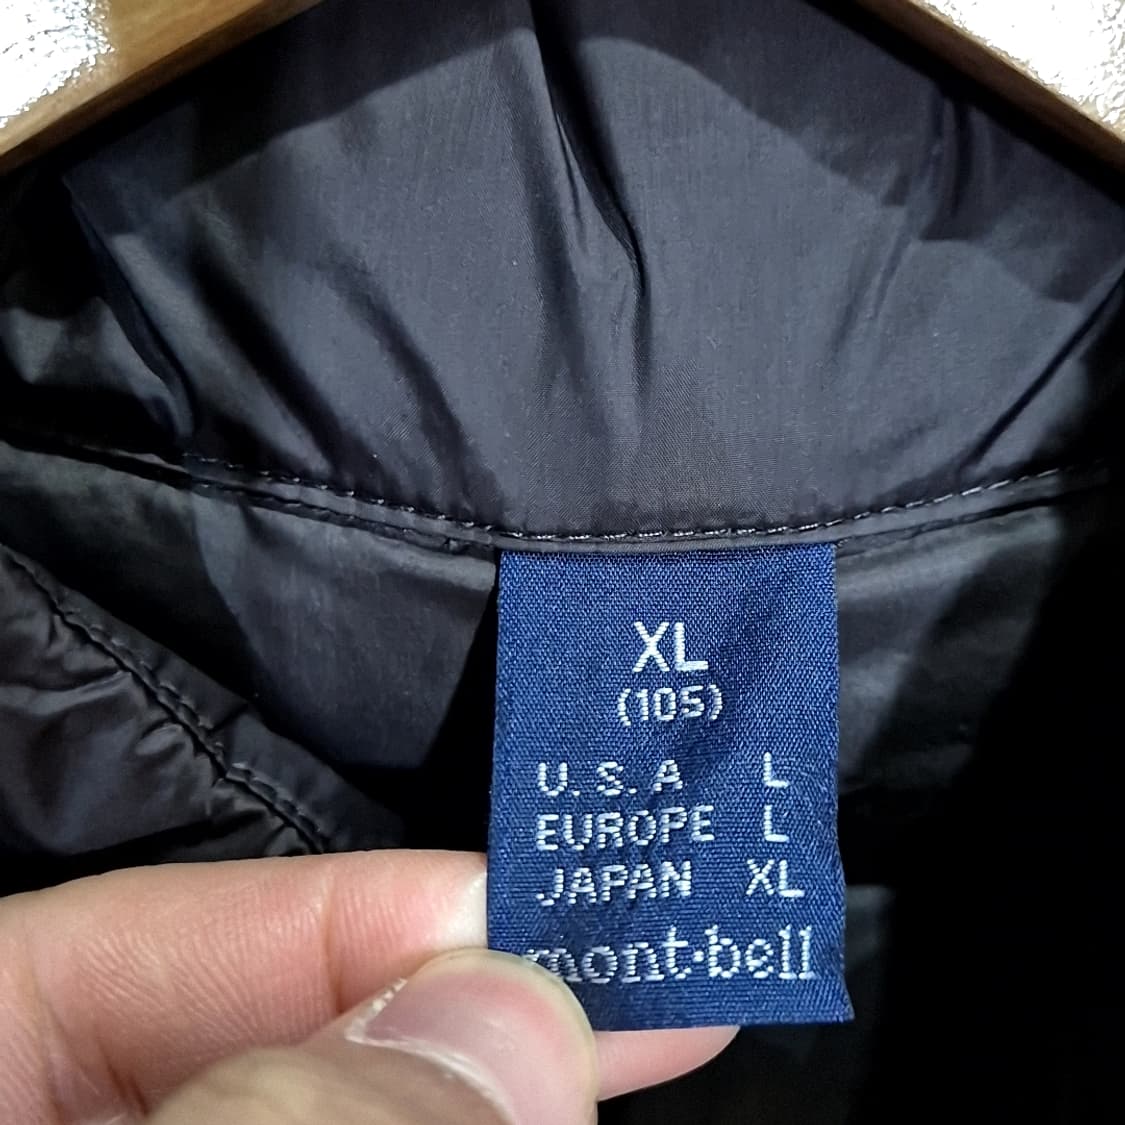 XL
(105)
U.S.A L
EUROPE L
JAPAN XL
mont-bell